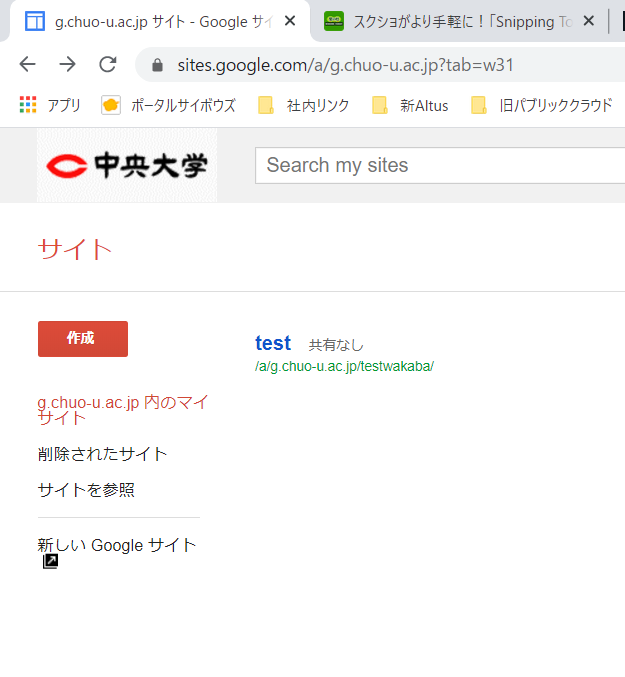 g.chuo-u.ac.jp サイト - Google サイ
スクショがより手軽に！「Snipping To
sites.google.com/a/g.chuo-u.ac.jp?tab=w31
アプリ ポータルサイボウズ 社内リンク 新Altus 旧パブリッククラウド
中央大学 Search my sites
サイト
作成
test 共有なし
/a/g.chuo-u.ac.jp/testwakaba/
g.chuo-u.ac.jp 内のマイ
サイト
削除されたサイト
サイトを参照
新しい Google サイト